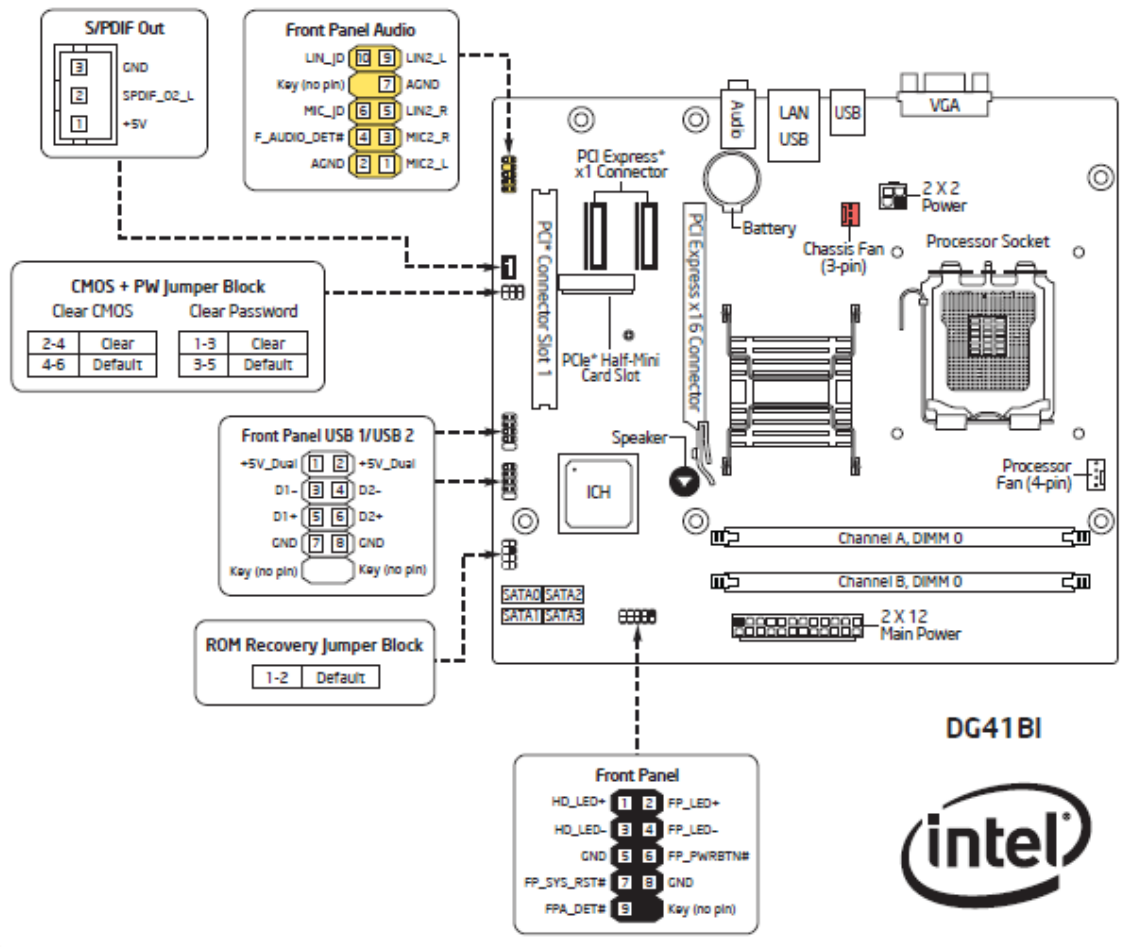 S/PDIF Out
3 GND
2 SPDIF_O2_L
1 +5V
Front Panel Audio
LIN_JD 10 9 LIN2_L
Key (no pin) 7 AGND
MIC_JD 6 5 LIN2_R
F_AUDIO_DET# 4 3 MIC2_R
AGND 2 1 MIC2_L
CMOS + PW Jumper Block
Clear CMOS Clear Password
2-4 Clear 1-3 Clear
4-6 Default 3-5 Default
Front Panel USB 1/USB 2
+5V_Dual 1 2 +5V_Dual
D1- 3 4 D2-
D1+ 5 6 D2+
GND 7 8 GND
Key (no pin) Key (no pin)
ROM Recovery Jumper Block
1-2 Default
Audio
LAN
USB
USB
VGA
PCI Express*
x1 Connector
Battery
2 X 2
Power
Chassis Fan
(3-pin)
Processor Socket
PCI* Connector Slot 1
PCI Express x16 Connector
PCIe* Half-Mini
Card Slot
Speaker
ICH
Processor
Fan (4-pin)
Channel A, DIMM 0
Channel B, DIMM 0
SATA0 SATA2
SATA1 SATA3
2 X 12
Main Power
Front Panel
HD_LED+ 1 2 FP_LED+
HD_LED- 3 4 FP_LED-
GND 5 6 FP_PWRBTN#
FP_SYS_RST# 7 8 GND
FPA_DET# 9 Key (no pin)
DG41BI
intel®